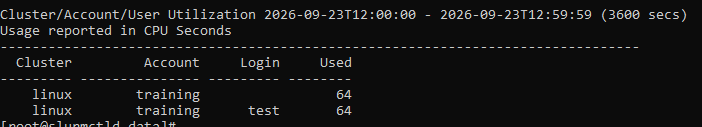 Cluster/Account/User Utilization 2026-09-23T12:00:00 - 2026-09-23T12:59:59 (3600 secs)
Usage reported in CPU Seconds
--------------------------------------------------------------------------------
  Cluster         Account     Login     Used
--------- --------------- --------- --------
    linux        training                 64
    linux        training      test       64
[root@slurmctld data]#